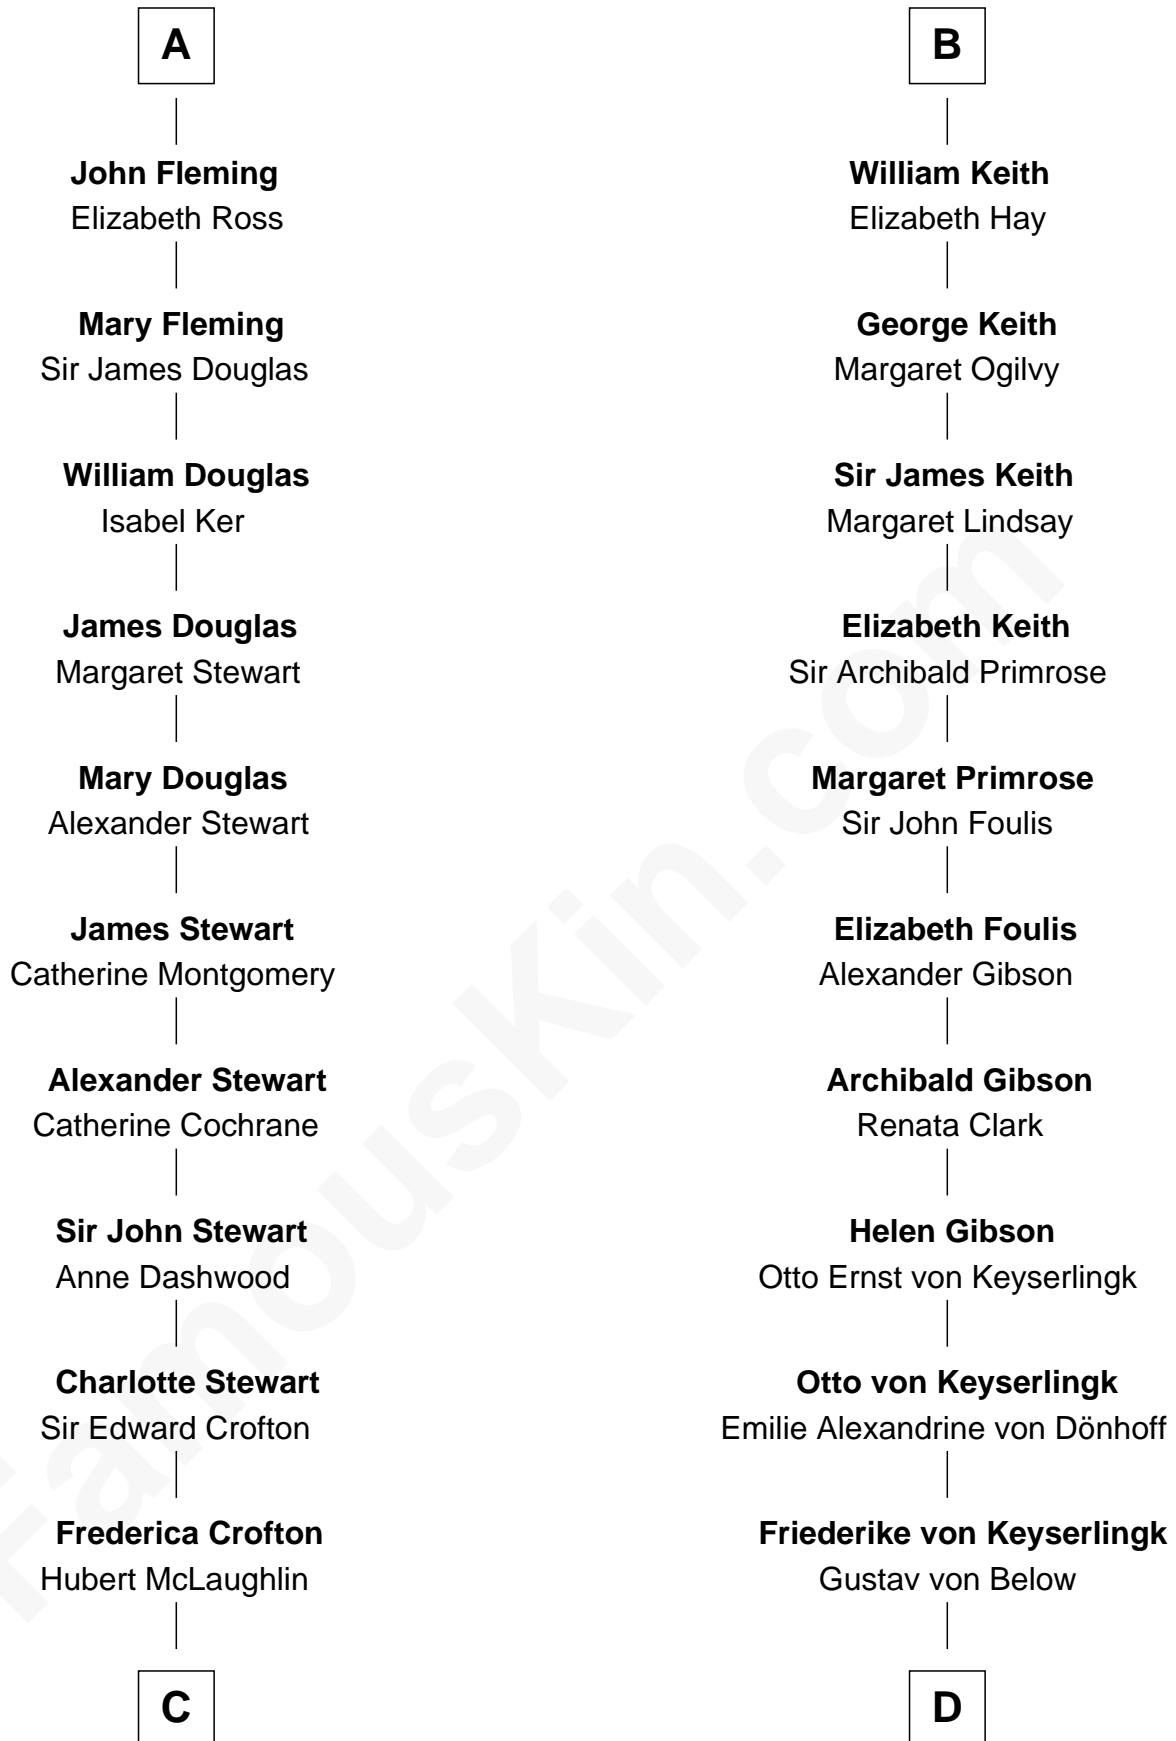 A
John Fleming
Elizabeth Ross
Mary Fleming
Sir James Douglas
William Douglas
Isabel Ker
James Douglas
Margaret Stewart
Mary Douglas
Alexander Stewart
James Stewart
Catherine Montgomery
Alexander Stewart
Catherine Cochrane
Sir John Stewart
Anne Dashwood
Charlotte Stewart
Sir Edward Crofton
Frederica Crofton
Hubert McLaughlin
C
B
William Keith
Elizabeth Hay
George Keith
Margaret Ogilvy
Sir James Keith
Margaret Lindsay
Elizabeth Keith
Sir Archibald Primrose
Margaret Primrose
Sir John Foulis
Elizabeth Foulis
Alexander Gibson
Archibald Gibson
Renata Clark
Helen Gibson
Otto Ernst von Keyserlingk
Otto von Keyserlingk
Emilie Alexandrine von Dönhoff
Friederike von Keyserlingk
Gustav von Below
D
FamousKin.com